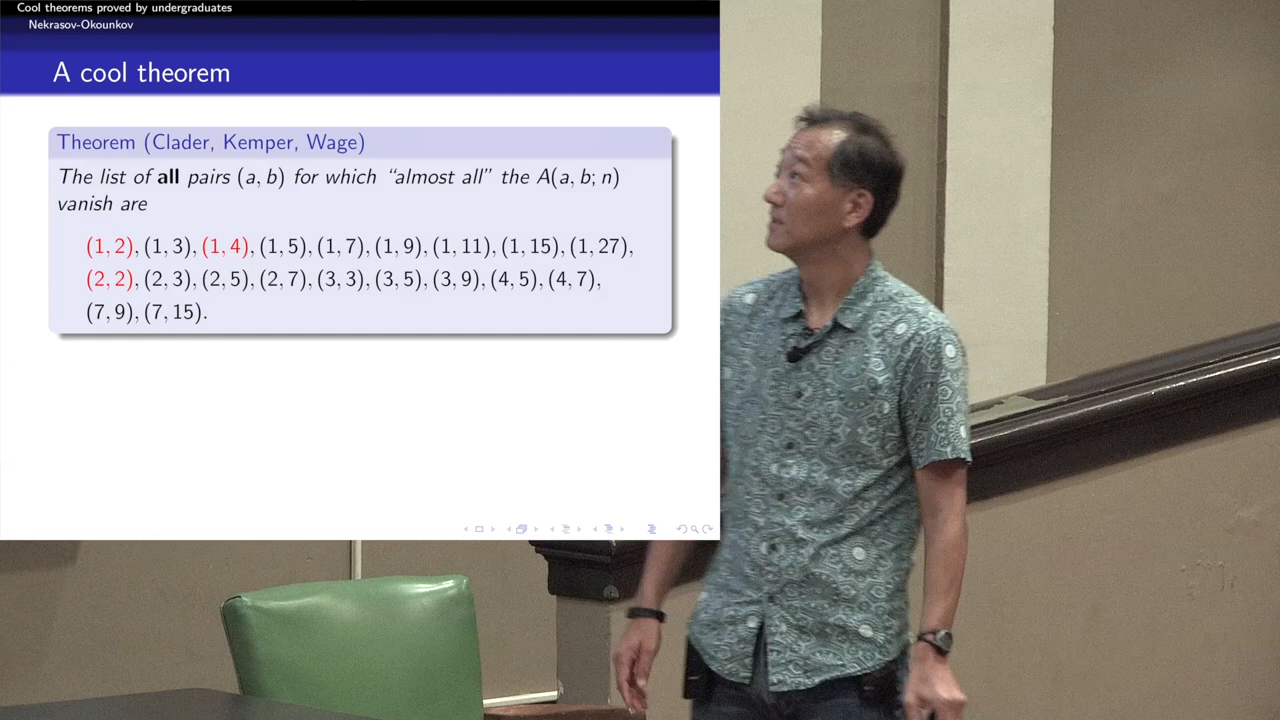 Cool theorems proved by undergraduates
Nekrasov-Okounkov
A cool theorem
Theorem (Clader, Kemper, Wage)
The list of all pairs (a, b) for which “almost all” the A(a, b; n)
vanish are
(1, 2), (1, 3), (1, 4), (1, 5), (1, 7), (1, 9), (1, 11), (1, 15), (1, 27),
(2, 2), (2, 3), (2, 5), (2, 7), (3, 3), (3, 5), (3, 9), (4, 5), (4, 7),
(7, 9), (7, 15).